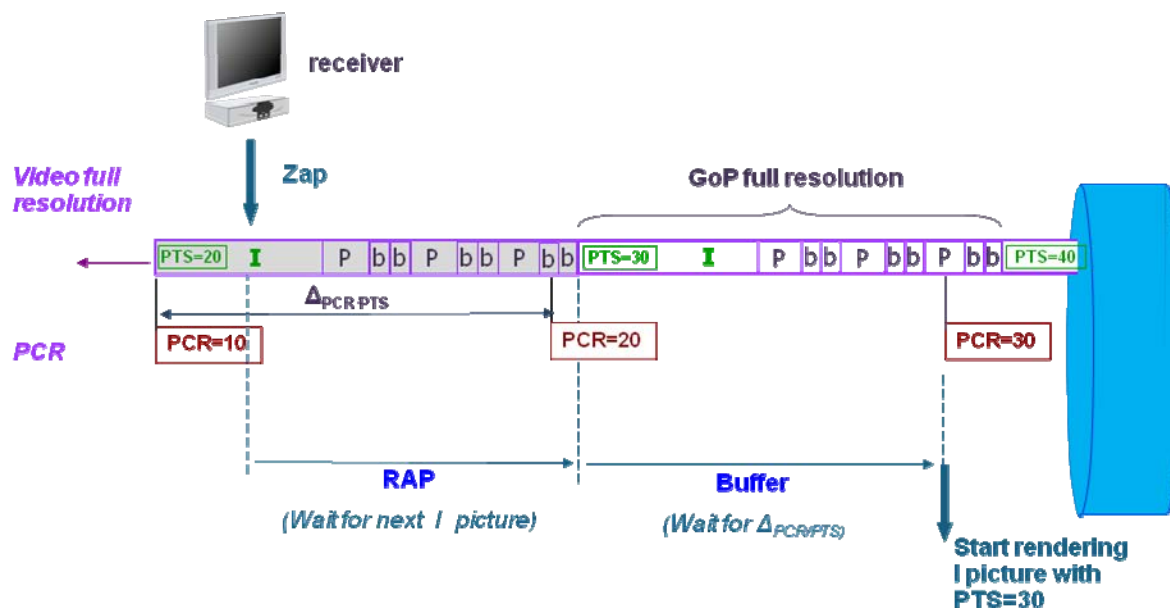 receiver
Zap
Video full
resolution
GoP full resolution
PTS=20 I P b b P b b P b b PTS=30 I P b b P b b P b b PTS=40
ΔPCR-PTS
PCR
PCR=10
PCR=20
PCR=30
RAP
(Wait for next I picture)
Buffer
(Wait for ΔPCR/PTS)
Start rendering
I picture with
PTS=30